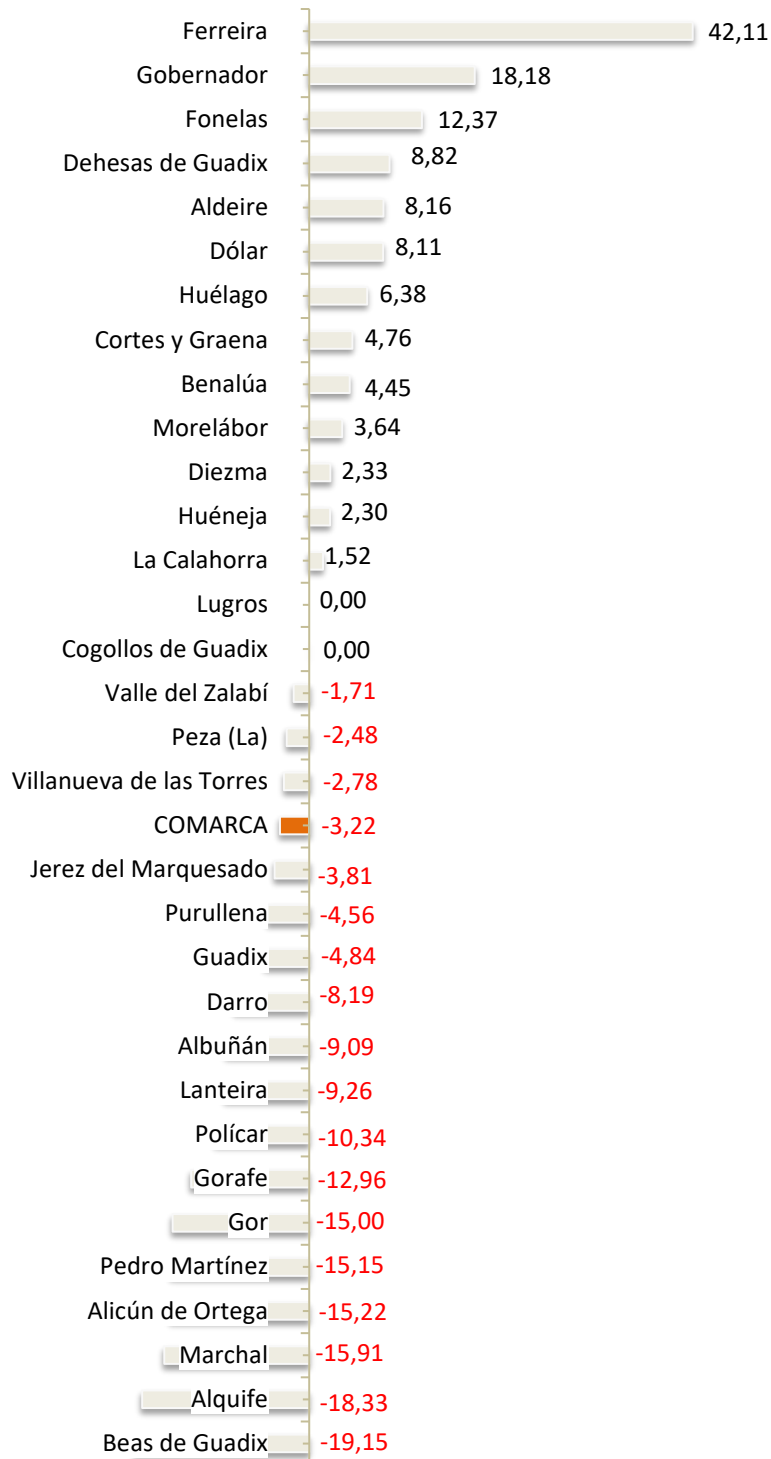 Ferreira 42,11
Gobernador 18,18
Fonelas 12,37
Dehesas de Guadix 8,82
Aldeire 8,16
Dólar 8,11
Huélago 6,38
Cortes y Graena 4,76
Benalúa 4,45
Morelábor 3,64
Diezma 2,33
Huéneja 2,30
La Calahorra 1,52
Lugros 0,00
Cogollos de Guadix 0,00
Valle del Zalabí -1,71
Peza (La) -2,48
Villanueva de las Torres -2,78
COMARCA -3,22
Jerez del Marquesado -3,81
Purullena -4,56
Guadix -4,84
Darro -8,19
Albuñán -9,09
Lanteira -9,26
Polícar -10,34
Gorafe -12,96
Gor -15,00
Pedro Martínez -15,15
Alicún de Ortega -15,22
Marchal -15,91
Alquife -18,33
Beas de Guadix -19,15